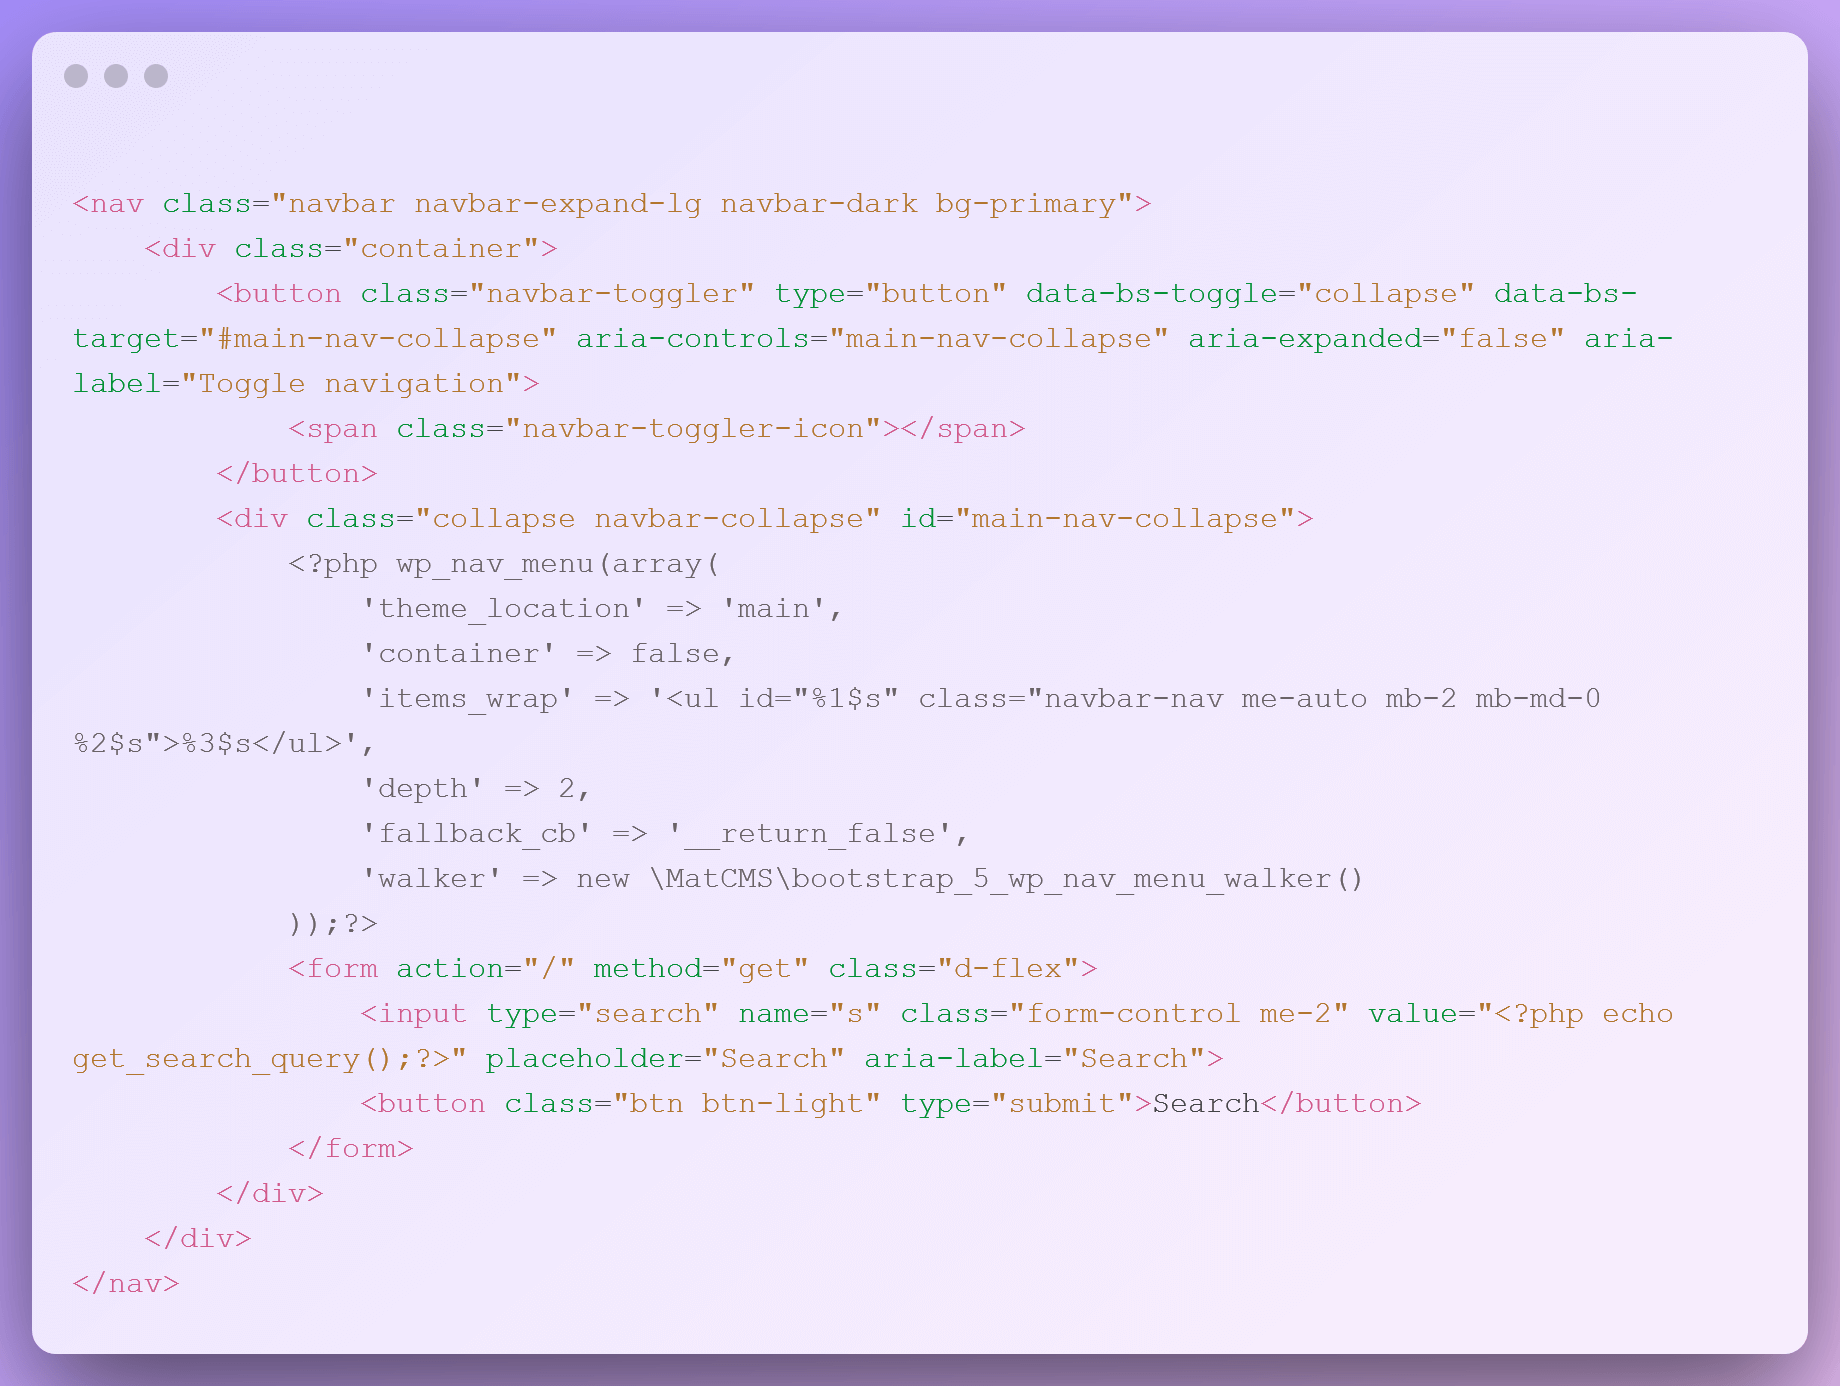 <nav class="navbar navbar-expand-lg navbar-dark bg-primary">
    <div class="container">
        <button class="navbar-toggler" type="button" data-bs-toggle="collapse" data-bs-
target="#main-nav-collapse" aria-controls="main-nav-collapse" aria-expanded="false" aria-
label="Toggle navigation">
            <span class="navbar-toggler-icon"></span>
        </button>
        <div class="collapse navbar-collapse" id="main-nav-collapse">
            <?php wp_nav_menu(array(
                'theme_location' => 'main',
                'container' => false,
                'items_wrap' => '<ul id="%1$s" class="navbar-nav me-auto mb-2 mb-md-0
%2$s">%3$s</ul>',
                'depth' => 2,
                'fallback_cb' => '__return_false',
                'walker' => new \MatCMS\bootstrap_5_wp_nav_menu_walker()
            ));?>
            <form action="/" method="get" class="d-flex">
                <input type="search" name="s" class="form-control me-2" value="<?php echo
get_search_query();?>" placeholder="Search" aria-label="Search">
                <button class="btn btn-light" type="submit">Search</button>
            </form>
        </div>
    </div>
</nav>